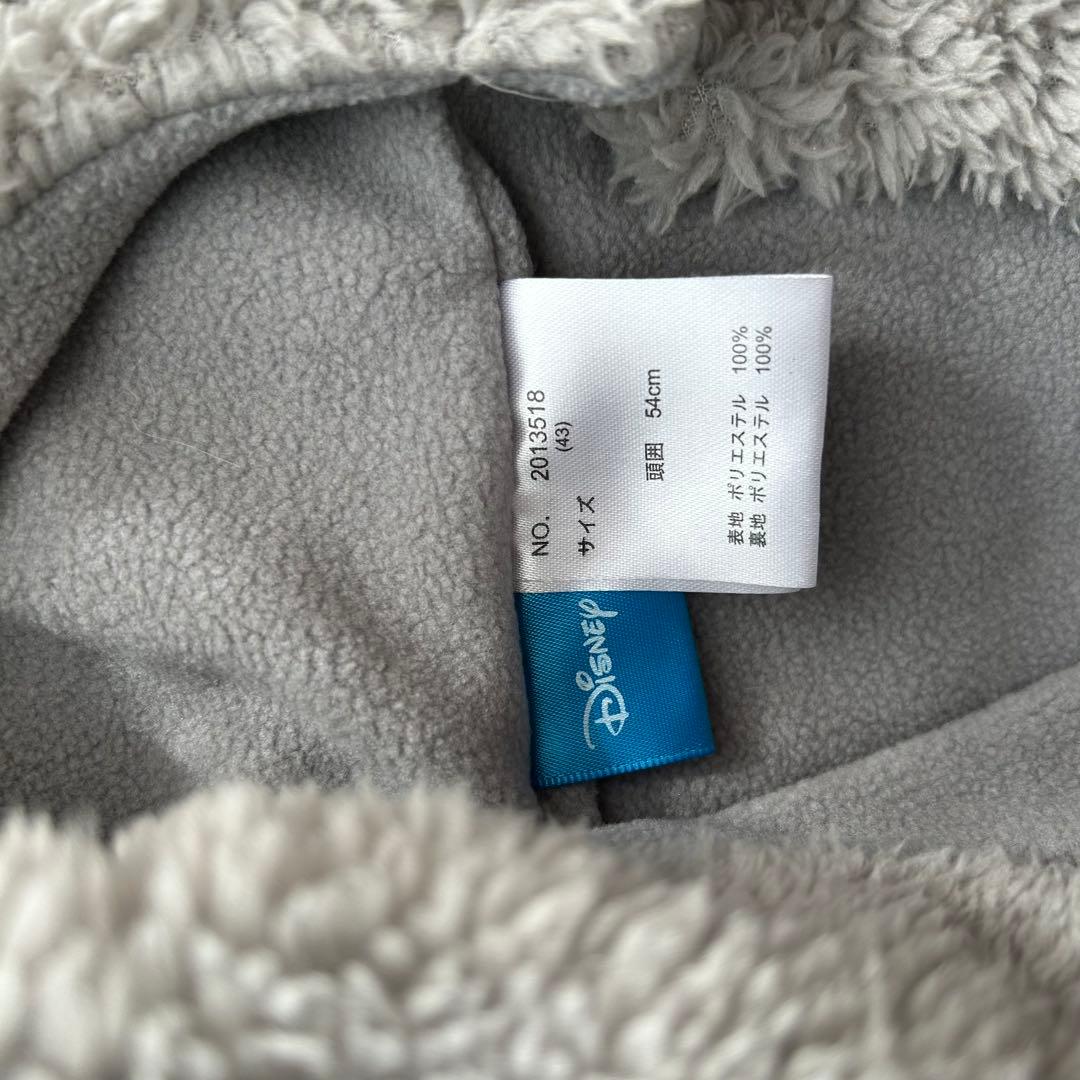 NO. 2013518
(43)
サイズ
頭囲 54cm
表地 ポリエステル 100%
裏地 ポリエステル 100%
Disney